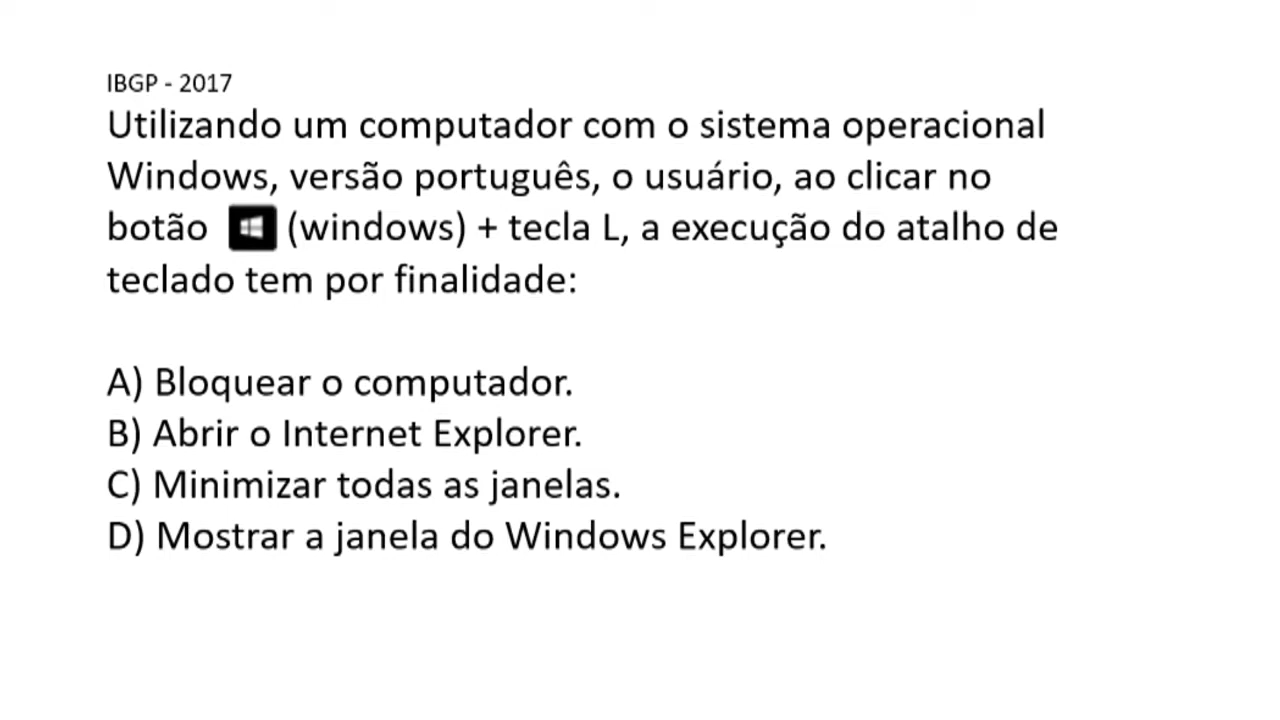 IBGP - 2017
Utilizando um computador com o sistema operacional
Windows, versão português, o usuário, ao clicar no
botão (windows) + tecla L, a execução do atalho de
teclado tem por finalidade:
A) Bloquear o computador.
B) Abrir o Internet Explorer.
C) Minimizar todas as janelas.
D) Mostrar a janela do Windows Explorer.